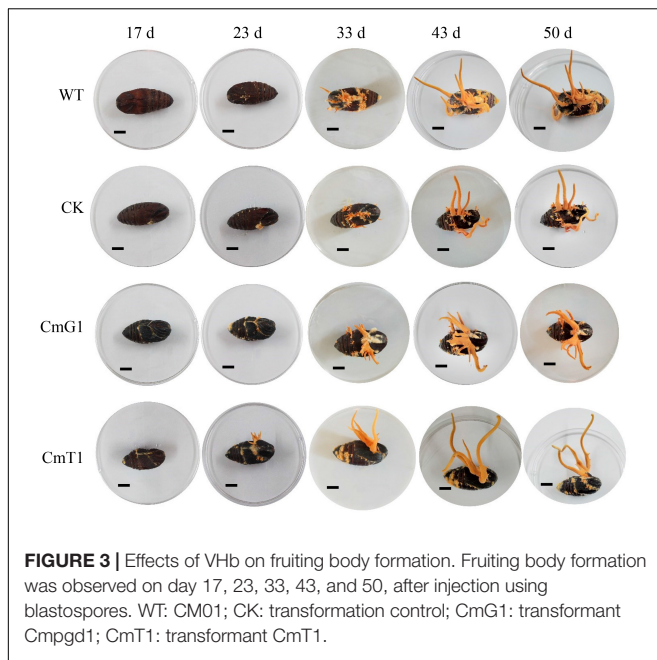 17 d 23 d 33 d 43 d 50 d
WT
CK
CmG1
CmT1
FIGURE 3 | Effects of VHb on fruiting body formation. Fruiting body formation
was observed on day 17, 23, 33, 43, and 50, after injection using
blastospores. WT: CM01; CK: transformation control; CmG1: transformant
Cmpgd1; CmT1: transformant CmT1.